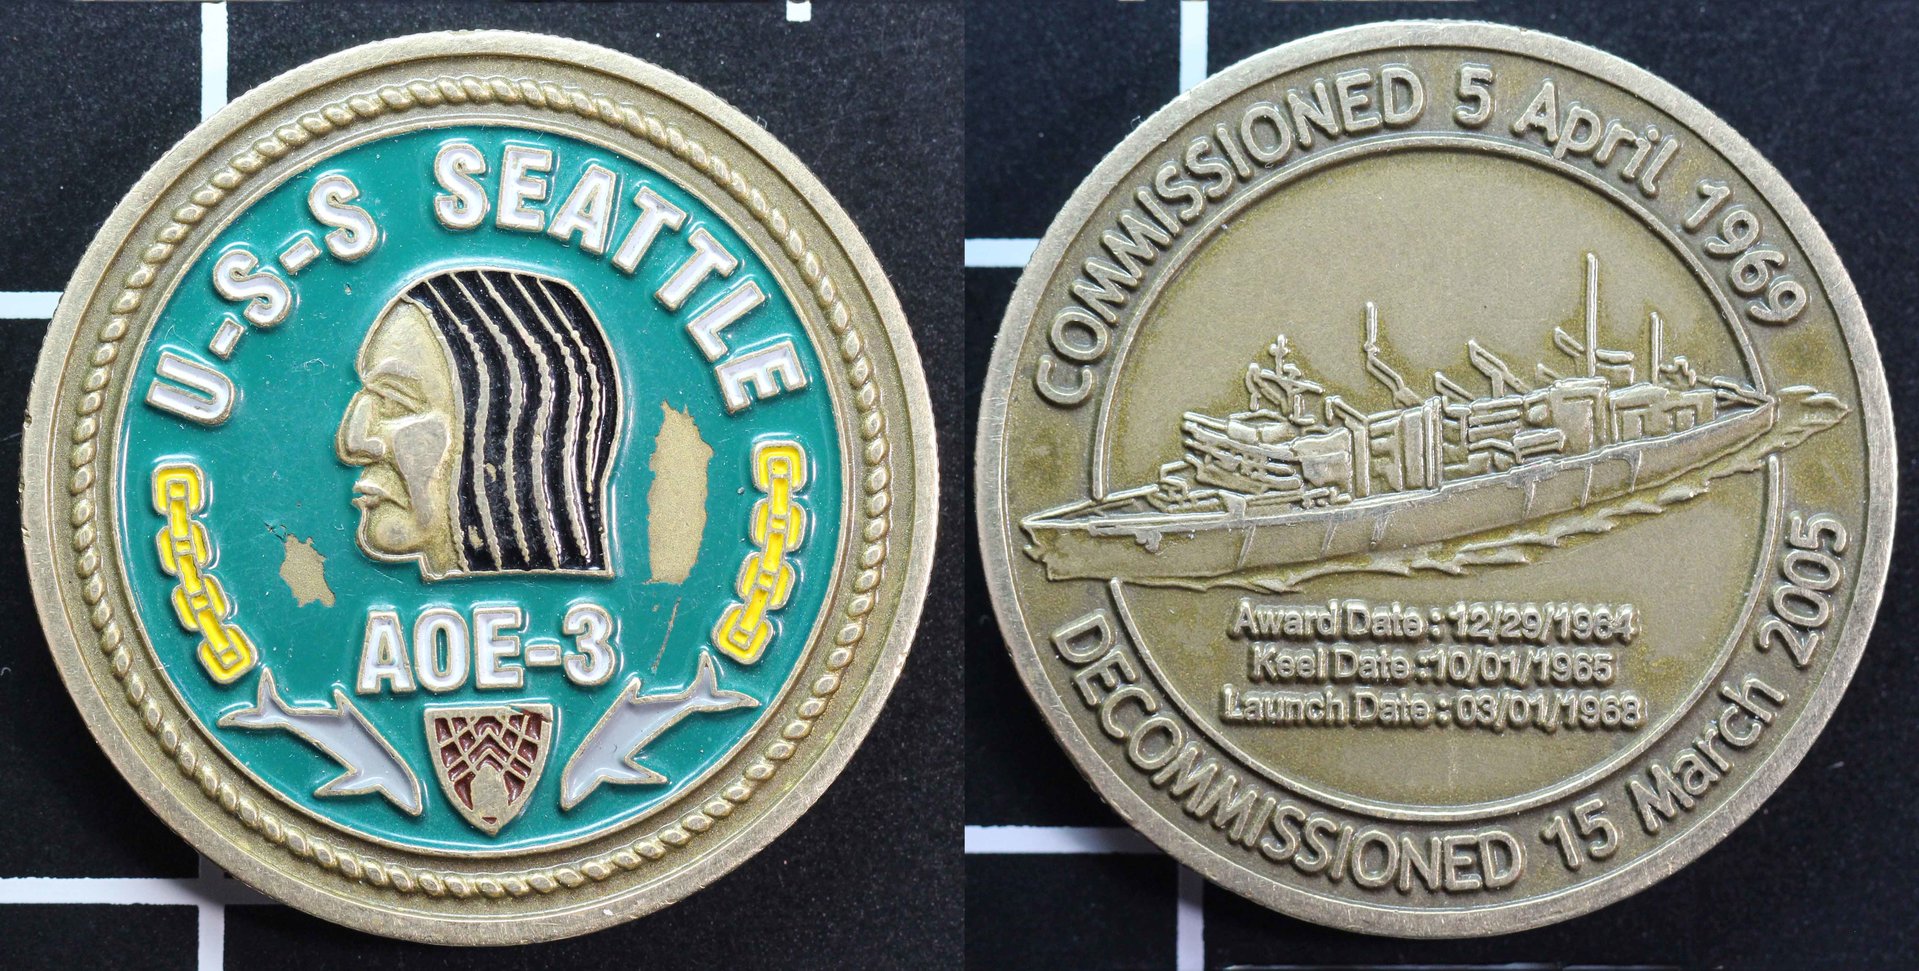 U-S-S SEATTLE
AOE-3
COMMISSIONED 5 April 1969
Award Date : 12/29/1964
Keel Date :10/01/1965
Launch Date : 03/01/1968
DECOMMISSIONED 15 March 2005